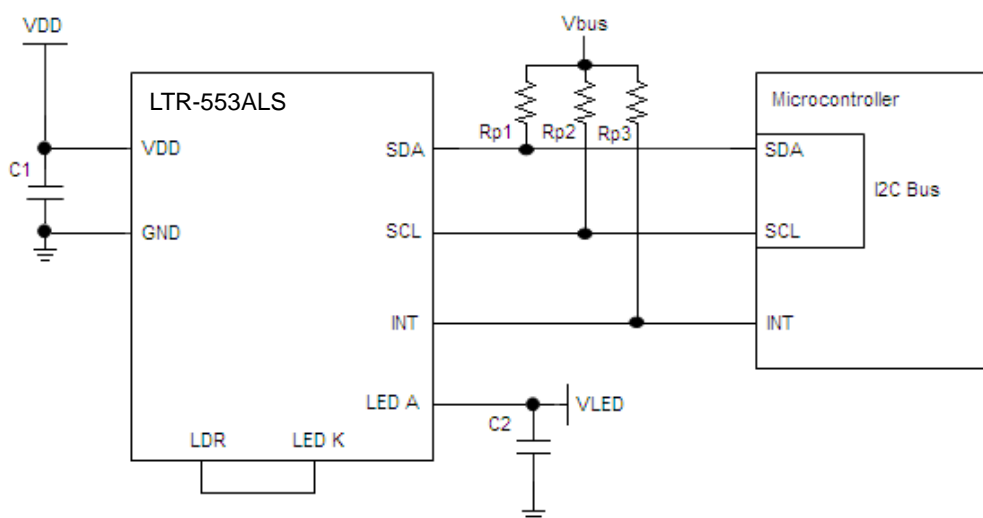 VDD
Vbus
LTR-553ALS
Microcontroller
Rp1
Rp2
Rp3
VDD
SDA
SDA
C1
I2C Bus
GND
SCL
SCL
INT
INT
LED A
C2
VLED
LDR
LED K